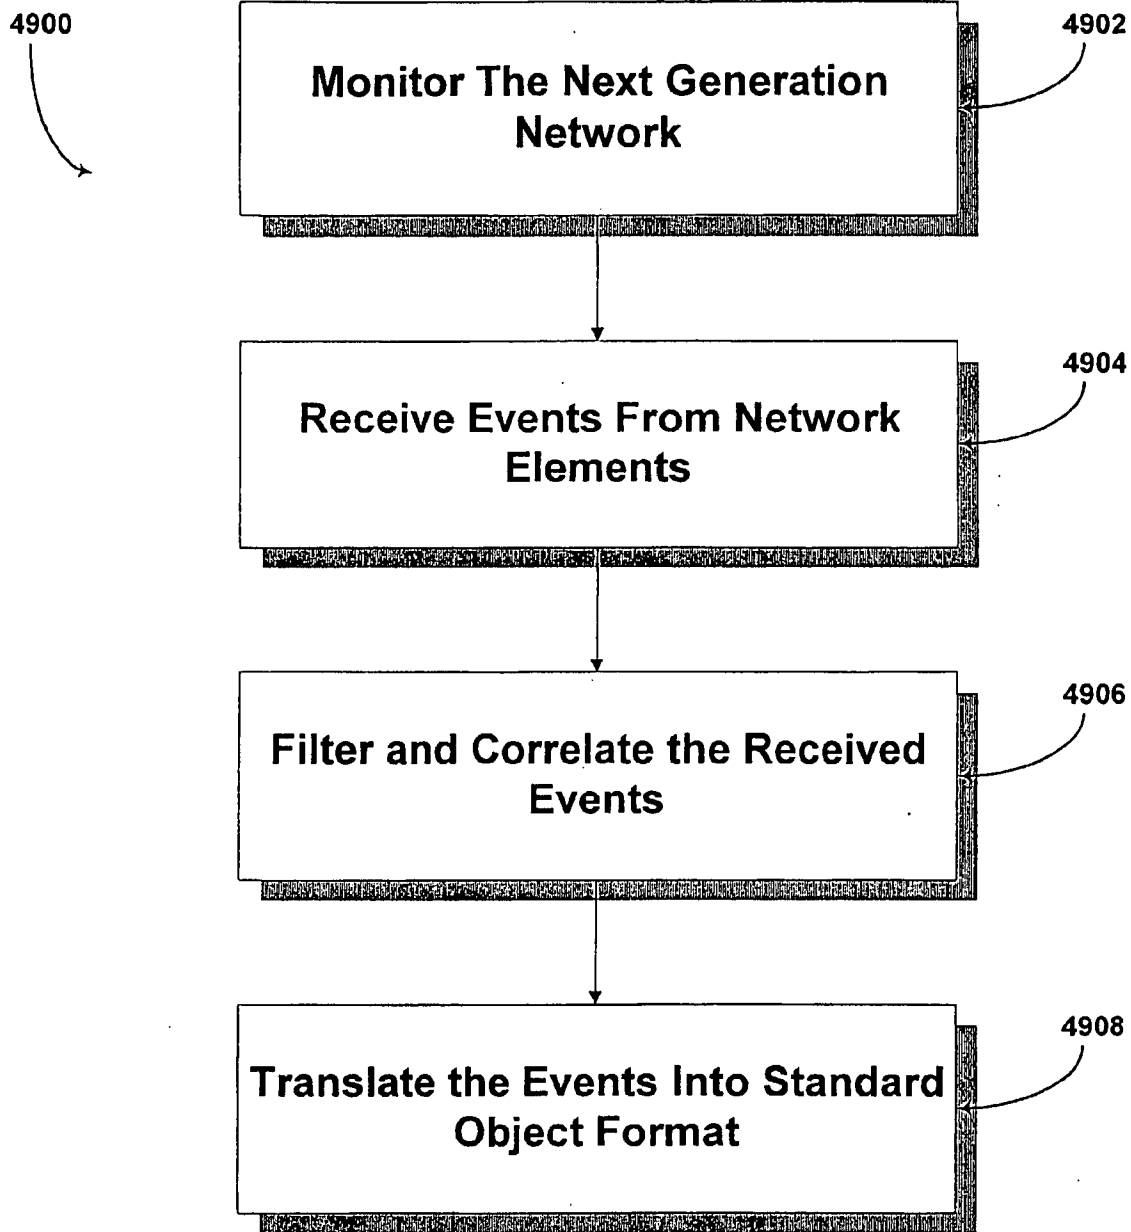 4900
4902
Monitor The Next Generation
Network
4904
Receive Events From Network
Elements
4906
Filter and Correlate the Received
Events
4908
Translate the Events Into Standard
Object Format